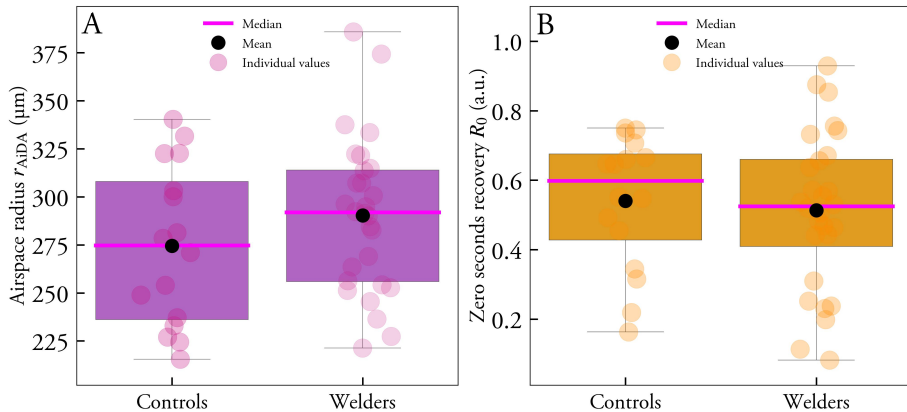 A
Median
Mean
Individual values
Airspace radius rAiDA (µm)
375
350
325
300
275
250
225
Controls
Welders
B
Median
Mean
Individual values
Zero seconds recovery R0 (a.u.)
1.0
0.8
0.6
0.4
0.2
Controls
Welders